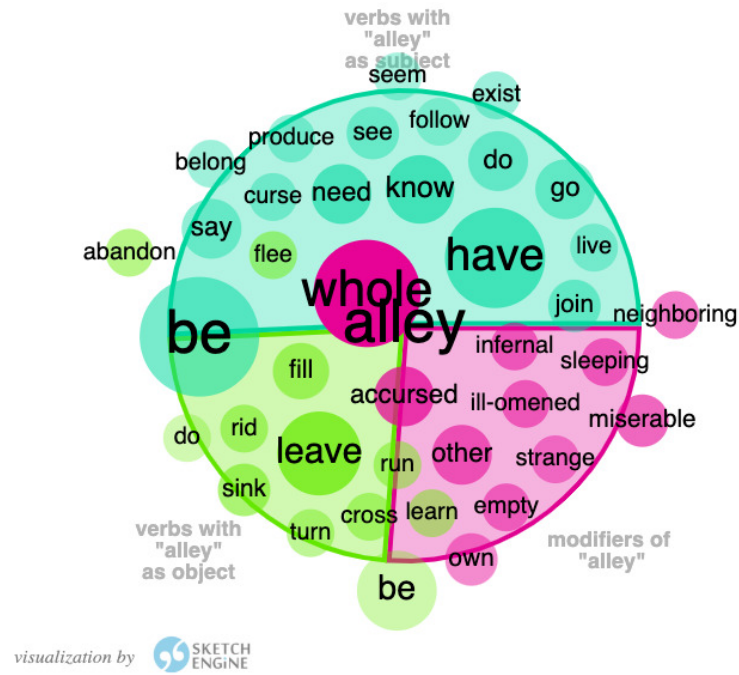 verbs with
"alley"
as subject
seem
exist
produce
see
follow
belong
do
curse
need
know
go
say
abandon
flee
have
live
whole
alley
join
be
neighboring
infernal
sleeping
fill
accursed
ill-omened
miserable
do
rid
leave
run
other
strange
sink
cross
learn
empty
turn
verbs with
"alley"
as object
own
modifiers of
"alley"
be
visualization by
SKETCH
ENGINE